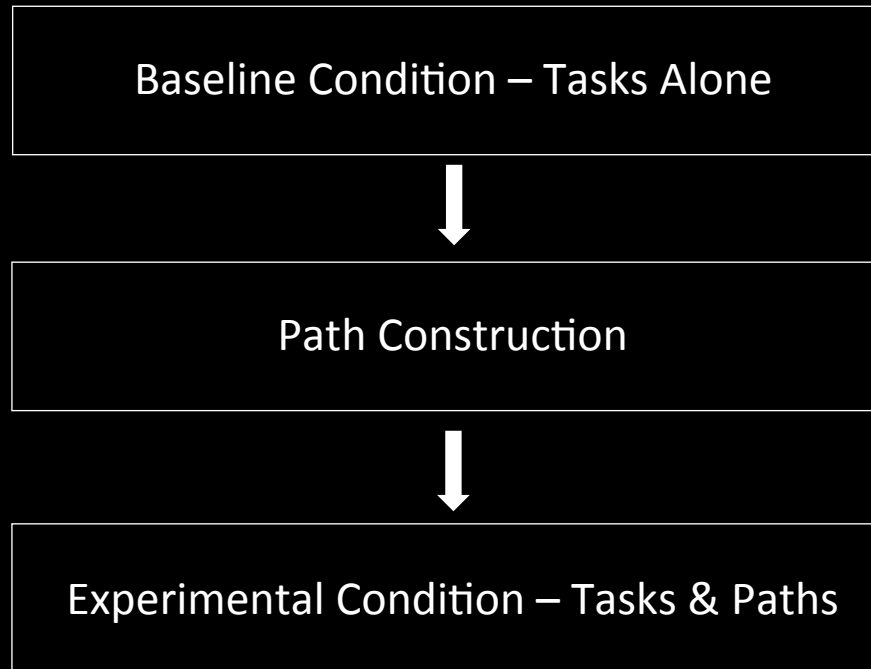 Baseline Condition – Tasks Alone
Path Construction
Experimental Condition – Tasks & Paths